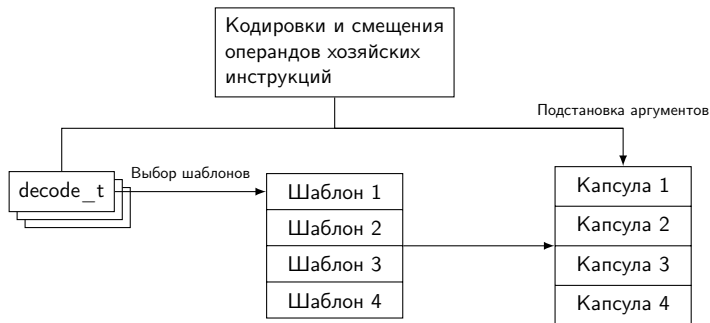 Кодировки и смещения
операндов хозяйских
инструкций
Подстановка аргументов
decode_t
Выбор шаблонов
Шаблон 1
Шаблон 2
Шаблон 3
Шаблон 4
Капсула 1
Капсула 2
Капсула 3
Капсула 4